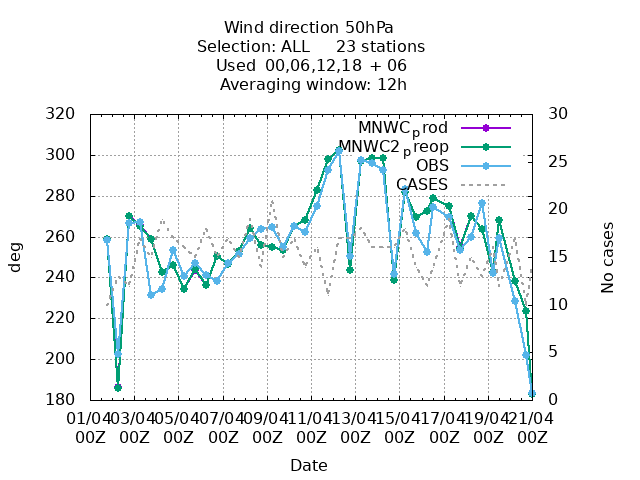 Wind direction 50hPa
Selection: ALL 23 stations
Used 00,06,12,18 + 06
Averaging window: 12h
320 30
MNWCprod
300 25
MNWC2preop
OBS
280 20
CASES
260 15
240 10
220
200 5
180 0
deg
No cases
01/04 03/04 05/04 07/04 09/04 11/04 13/04 15/04 17/04 19/04 21/04
00Z 00Z 00Z 00Z 00Z 00Z 00Z 00Z 00Z 00Z 00Z
Date